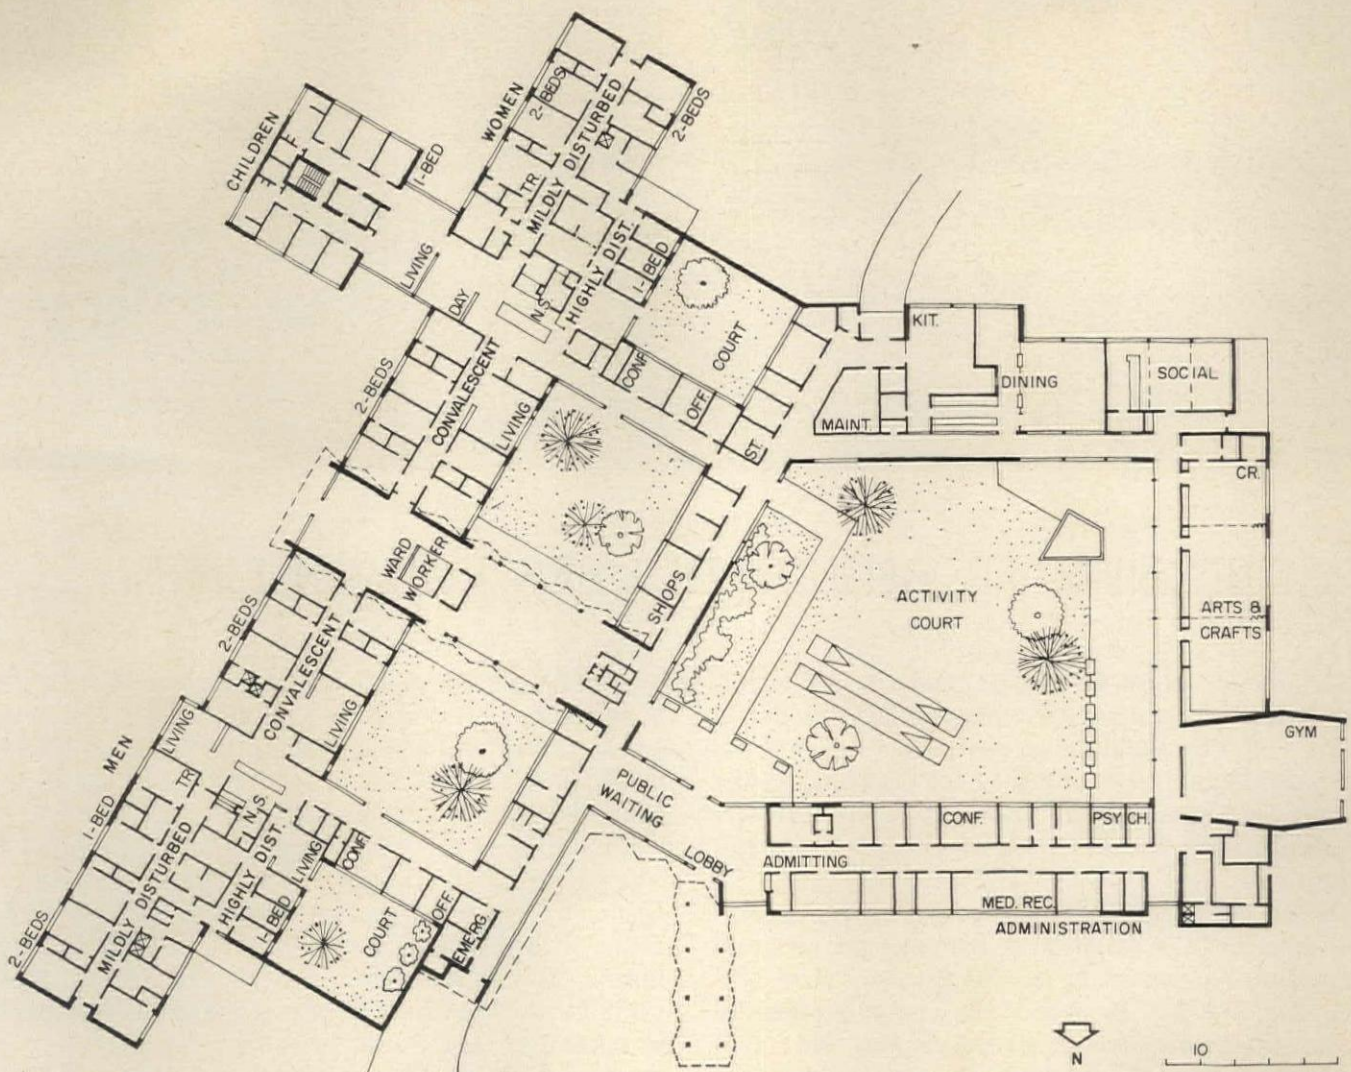 WOMEN
2-BEDS
MILDLY DISTURBED
2-BEDS
CHILDREN
1-BED
TR.
LIVING
DAY
N.S.
HIGHLY DIST.
1-BED
COURT
CONF.
OFF.
ST.
2-BEDS
CONVALESCENT
LIVING
KIT.
DINING
SOCIAL
MAINT.
CR.
ARTS &
CRAFTS
GYM
ACTIVITY
COURT
SHOPS
WARD
WORKER
2-BEDS
CONVALESCENT
LIVING
MEN
LIVING
TR.
N.S.
1-BED
MILDLY DISTURBED
HIGHLY DIST.
LIVING
CONF.
1-BED
2-BEDS
COURT
OFF.
EMERG.
PUBLIC
WAITING
LOBBY
ADMITTING
CONF.
PSY
CH.
MED. REC.
ADMINISTRATION
N
10